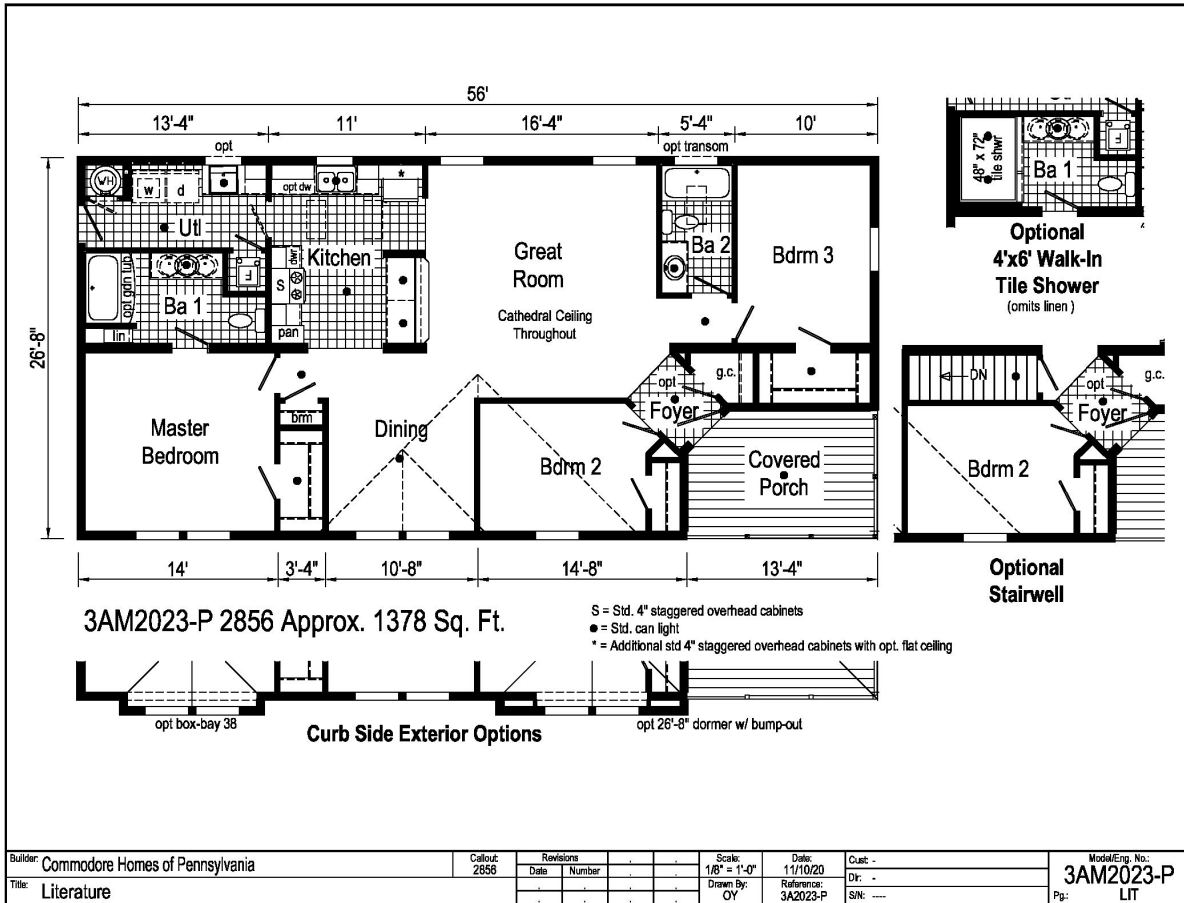 56'
13'-4"
11'
16'-4"
5'-4"
10'
opt
opt transom
26'-8"
WH
w
d
opt dw
*
Utl
Kitchen
dwr
S
pan
F
opt gdn tub
Ba 1
lin
Great
Room
Cathedral Ceiling
Throughout
Ba 2
Bdrm 3
g.c.
opt
Foyer
Master
Bedroom
brm
Dining
Bdrm 2
Covered
Porch
14'
3'-4"
10'-8"
14'-8"
13'-4"
48" x 72"
tile shwr
Ba 1
F
Optional
4'x6' Walk-In
Tile Shower
(omits linen )
DN
opt
g.c.
Foyer
Bdrm 2
Optional
Stairwell
3AM2023-P 2856 Approx. 1378 Sq. Ft.
S = Std. 4" staggered overhead cabinets
● = Std. can light
* = Additional std 4" staggered overhead cabinets with opt. flat ceiling
opt box-bay 38
opt 26'-8" dormer w/ bump-out
Curb Side Exterior Options
Builder: Commodore Homes of Pennsylvania
Title: Literature
Callout:
2856
Revisions
Date Number
Scale:
1/8" = 1'-0"
Drawn By:
OY
Date:
11/10/20
Reference:
3A2023-P
Cust: -
Dir: -
S/N: ----
Model/Eng. No.:
3AM2023-P
Pg.: LIT